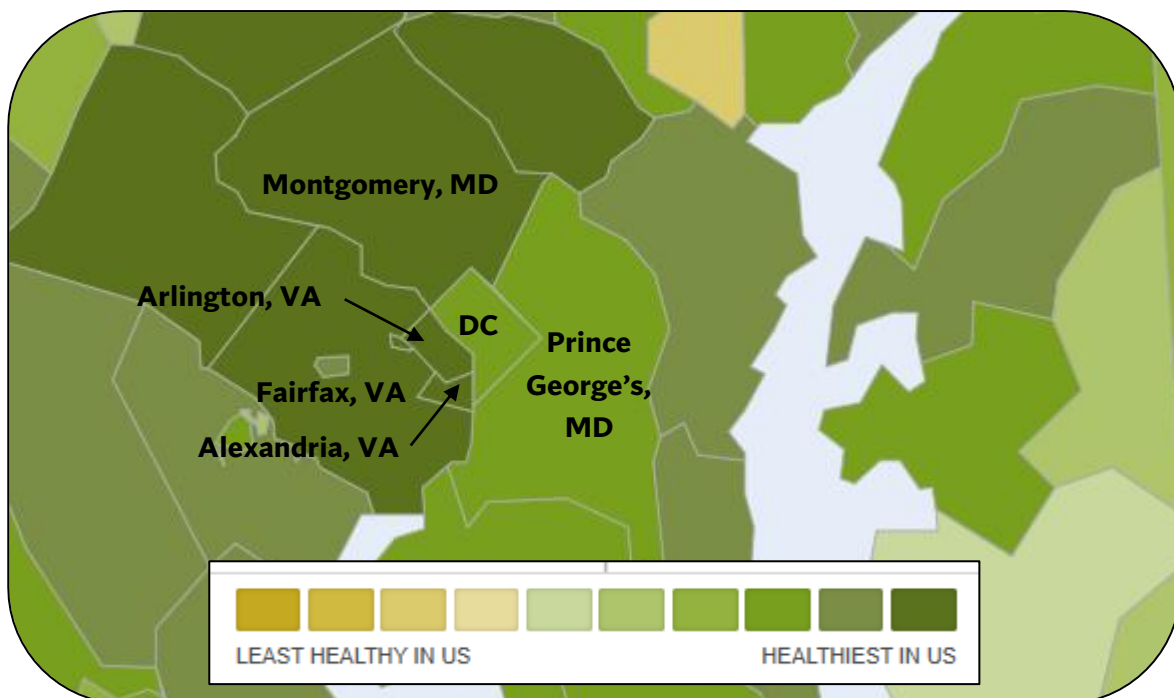 Montgomery, MD
Arlington, VA
DC
Prince
George’s,
MD
Fairfax, VA
Alexandria, VA
LEAST HEALTHY IN US
HEALTHIEST IN US